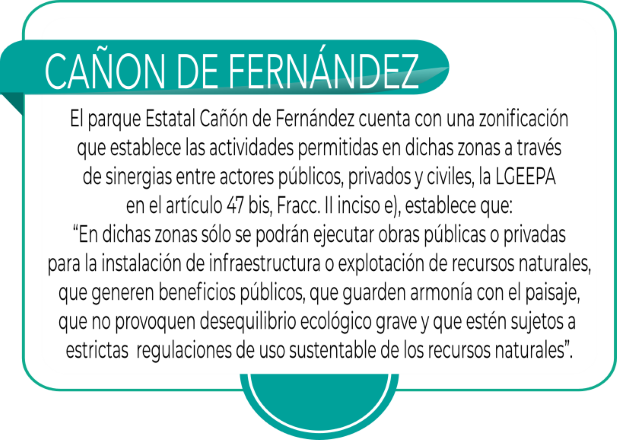 CAÑON DE FERNÁNDEZ
El parque Estatal Cañón de Fernández cuenta con una zonificación
que establece las actividades permitidas en dichas zonas a través
de sinergias entre actores públicos, privados y civiles, la LGEEPA
en el artículo 47 bis, Fracc. II inciso e), establece que:
“En dichas zonas sólo se podrán ejecutar obras públicas o privadas
para la instalación de infraestructura o explotación de recursos naturales,
que generen beneficios públicos, que guarden armonía con el paisaje,
que no provoquen desequilibrio ecológico grave y que estén sujetos a
estrictas regulaciones de uso sustentable de los recursos naturales”.